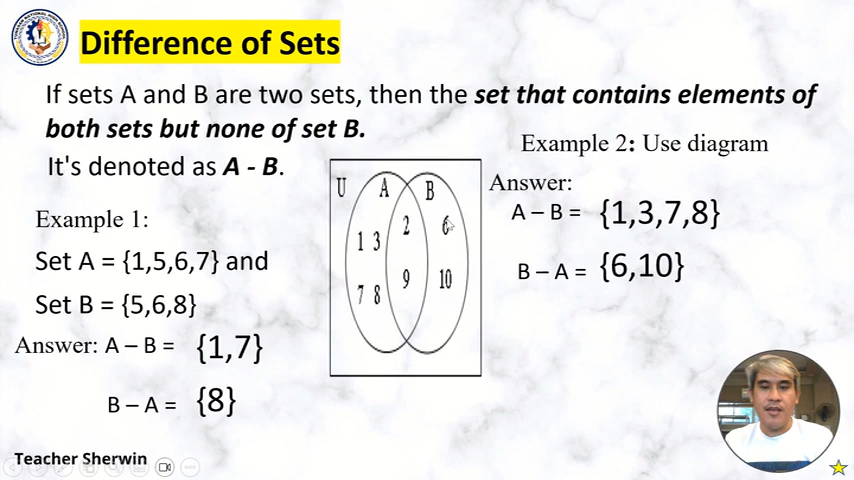 Difference of Sets
If sets A and B are two sets, then the set that contains elements of
both sets but none of set B.
It's denoted as A - B.
Example 1:
Set A = {1,5,6,7} and
Set B = {5,6,8}
Answer: A – B = {1,7}
B – A = {8}
U A B
1 3 2 6
7 8 9 10
Example 2: Use diagram
Answer:
A – B = {1,3,7,8}
B – A = {6,10}
Teacher Sherwin